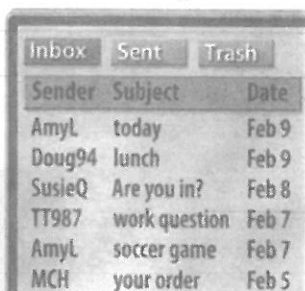 Inbox Sent Trash
Sender Subject Date
AmyL today Feb 9
Doug94 lunch Feb 9
SusieQ Are you in? Feb 8
TT987 work question Feb 7
AmyL soccer game Feb 7
MCH your order Feb 5